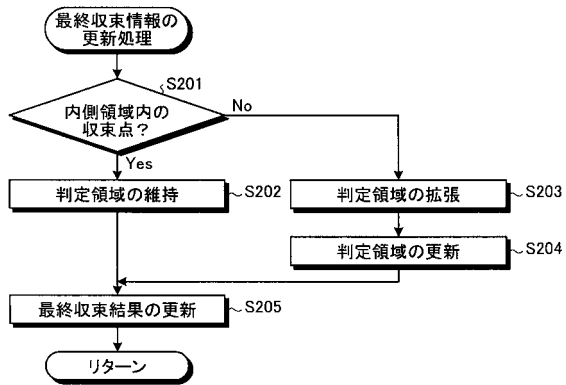 最終収束情報の
更新処理
S201
内側領域内の
収束点？
No
Yes
判定領域の維持
S202
判定領域の拡張
S203
判定領域の更新
S204
最終収束結果の更新
S205
リターン